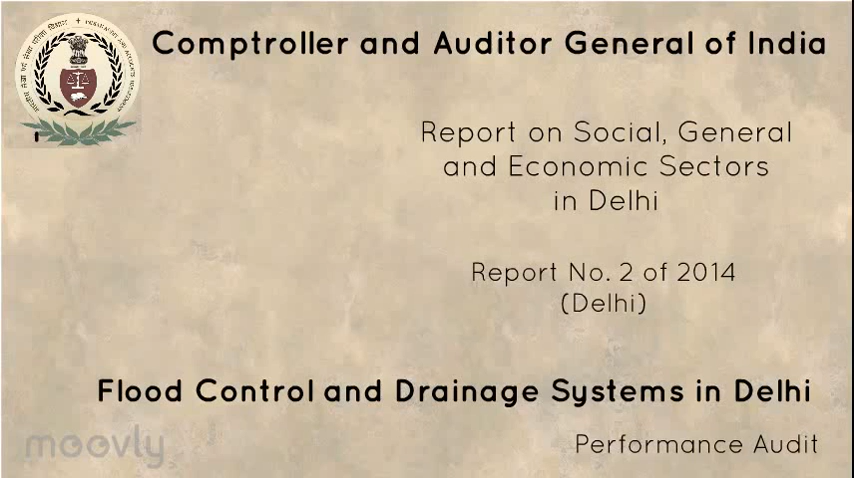 Comptroller and Auditor General of India
Report on Social, General
and Economic Sectors
in Delhi
Report No. 2 of 2014
(Delhi)
Flood Control and Drainage Systems in Delhi
Performance Audit
moovly